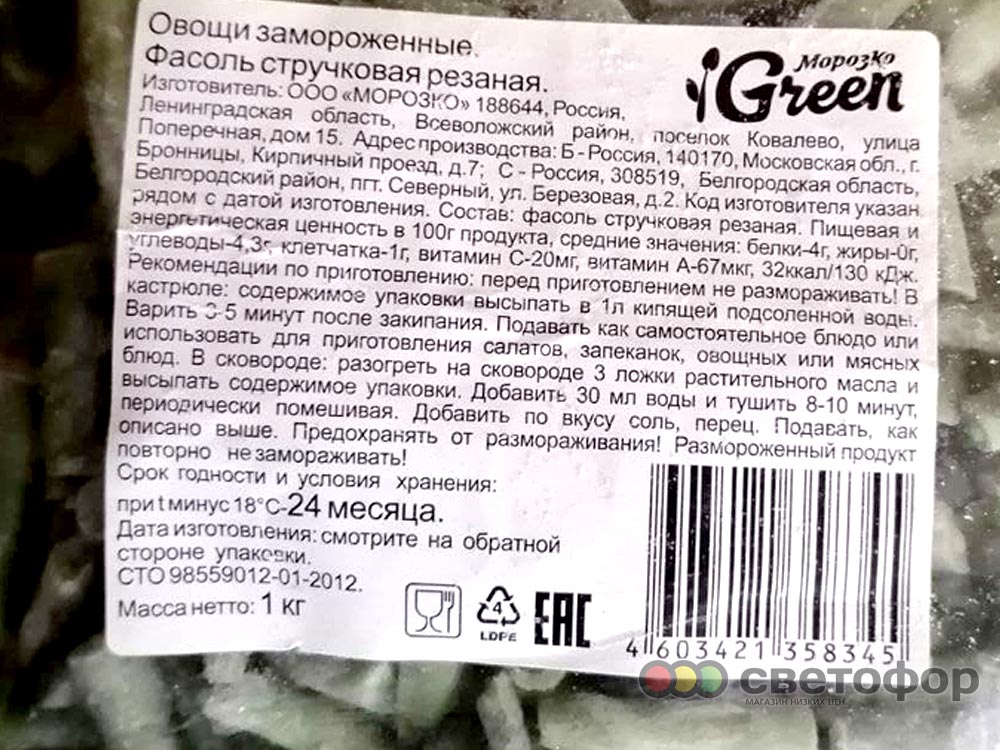 Овощи замороженные.
Фасоль стручковая резаная.
Морозко
Green
Изготовитель: ООО «МОРОЗКО» 188644, Россия,
Ленинградская область, Всеволожский район, поселок Ковалево, улица
Поперечная, дом 15. Адрес производства: Б - Россия, 140170, Московская обл., г.
Бронницы, Кирпичный проезд, д.7; С - Россия, 308519, Белгородская область,
Белгородский район, пгт. Северный, ул. Березовая, д.2. Код изготовителя указан
рядом с датой изготовления. Состав: фасоль стручковая резаная. Пищевая и
энергетическая ценность в 100г продукта, средние значения: белки-4г, жиры-0г,
углеводы-4,3г, клетчатка-1г, витамин С-20мг, витамин А-67мкг, 32ккал/130 кДж.
Рекомендации по приготовлению: перед приготовлением не размораживать! В
кастрюле: содержимое упаковки высыпать в 1л кипящей подсоленной воды.
Варить 3-5 минут после закипания. Подавать как самостоятельное блюдо или
использовать для приготовления салатов, запеканок, овощных или мясных
блюд. В сковороде: разогреть на сковороде 3 ложки растительного масла и
высыпать содержимое упаковки. Добавить 30 мл воды и тушить 8-10 минут,
периодически помешивая. Добавить по вкусу соль, перец. Подавать, как
описано выше. Предохранять от размораживания! Размороженный продукт
повторно не замораживать!
Срок годности и условия хранения:
при t минус 18°С-24 месяца.
Дата изготовления: смотрите на обратной
стороне упаковки.
СТО 98559012-01-2012.
Масса нетто: 1 кг
4
LDPE
EAC
4 603421 358345
светофор
МАГАЗИН НИЗКИХ ЦЕН